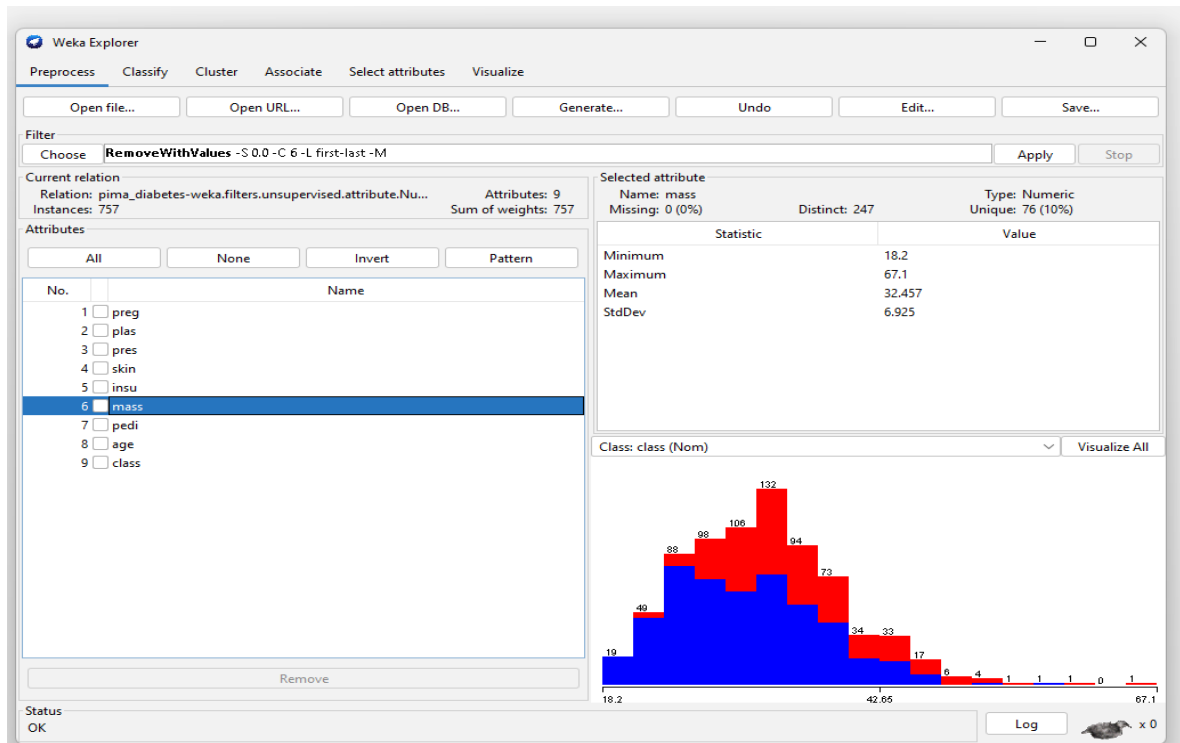 Weka Explorer
Preprocess Classify Cluster Associate Select attributes Visualize
Open file... Open URL... Open DB... Generate... Undo Edit... Save...
Filter
Choose RemoveWithValues -S 0.0 -C 6 -L first-last -M Apply Stop
Current relation
Relation: pima_diabetes-weka.filters.unsupervised.attribute.Nu... Attributes: 9
Instances: 757 Sum of weights: 757
Attributes
All None Invert Pattern
No. Name
1 preg
2 plas
3 pres
4 skin
5 insu
6 mass
7 pedi
8 age
9 class
Remove
Selected attribute
Name: mass Type: Numeric
Missing: 0 (0%) Distinct: 247 Unique: 76 (10%)
Statistic Value
Minimum 18.2
Maximum 67.1
Mean 32.457
StdDev 6.925
Class: class (Nom) Visualize All
19 49 88 98 106 132 94 73 34 33 17 6 4 1 1 1 0 1
18.2 42.65 67.1
Status
OK
Log x 0